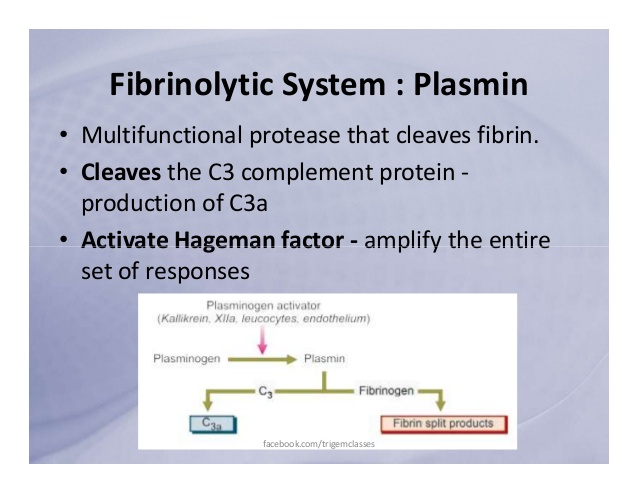 Fibrinolytic System : Plasmin
• Multifunctional protease that cleaves fibrin.
• Cleaves the C3 complement protein -
production of C3a
• Activate Hageman factor - amplify the entire
set of responses
Plasminogen activator
(Kallikrein, XIIa, leucocytes, endothelium)
Plasminogen
Plasmin
C3
Fibrinogen
C3a
Fibrin split products
facebook.com/trigemclasses